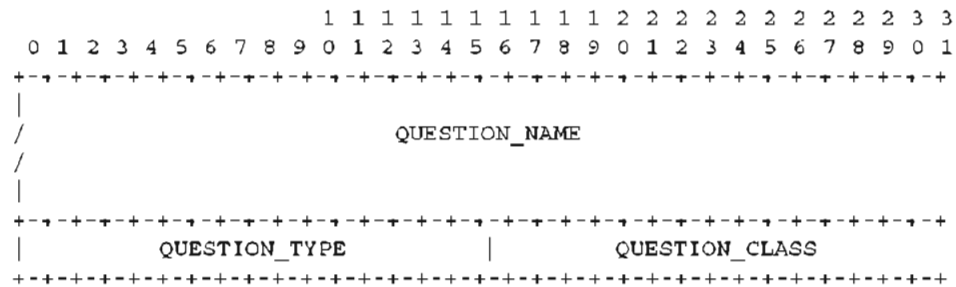 1 1 1 1 1 1 1 1 1 1 2 2 2 2 2 2 2 2 2 2 3 3
 0 1 2 3 4 5 6 7 8 9 0 1 2 3 4 5 6 7 8 9 0 1 2 3 4 5 6 7 8 9 0 1
+-+-+-+-+-+-+-+-+-+-+-+-+-+-+-+-+-+-+-+-+-+-+-+-+-+-+-+-+-+-+-+-+
|
/                         QUESTION_NAME
/
|
+-+-+-+-+-+-+-+-+-+-+-+-+-+-+-+-+-+-+-+-+-+-+-+-+-+-+-+-+-+-+-+-+
|         QUESTION_TYPE         |        QUESTION_CLASS
+-+-+-+-+-+-+-+-+-+-+-+-+-+-+-+-+-+-+-+-+-+-+-+-+-+-+-+-+-+-+-+-+